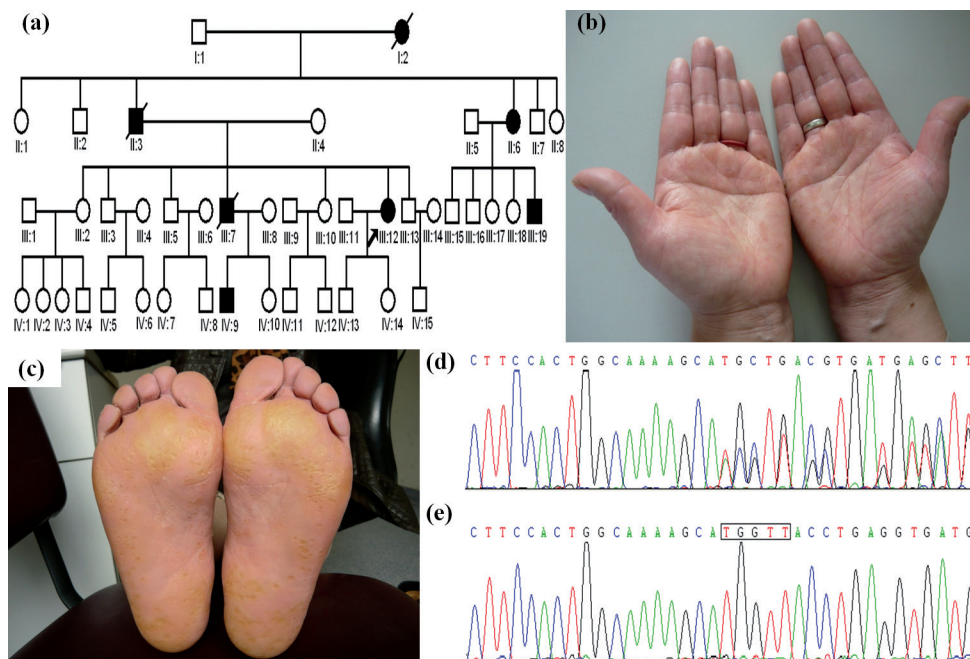 (a)
I:1 I:2
II:1 II:2 II:3 II:4 II:5 II:6 II:7 II:8
III:1 III:2 III:3 III:4 III:5 III:6 III:7 III:8 III:9 III:10 III:11 III:12 III:13 III:14 III:15 III:16 III:17 III:18 III:19
IV:1 IV:2 IV:3 IV:4 IV:5 IV:6 IV:7 IV:8 IV:9 IV:10 IV:11 IV:12 IV:13 IV:14 IV:15
(b)
(c)
(d)
C T T C C A C T G G C A A A A G C A T G C T G A C G T G A T G A G C T T
(e)
C T T C C A C T G G C A A A A G C A T G G T T A C C T G A G G T G A T G